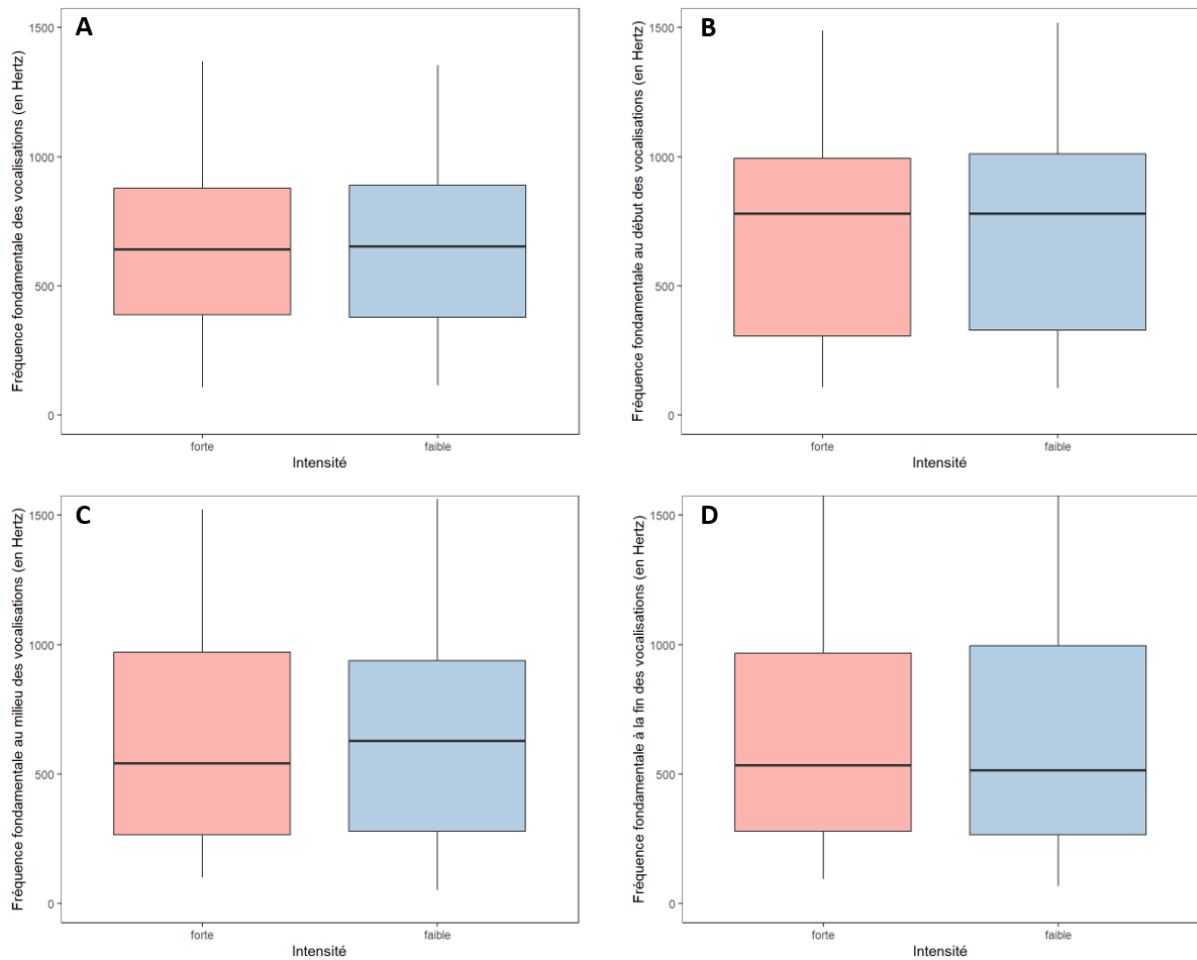 A
Fréquence fondamentale des vocalisations (en Hertz)
1500
1000
500
0
forte
faible
Intensité
B
Fréquence fondamentale au début des vocalisations (en Hertz)
1500
1000
500
0
forte
faible
Intensité
C
Fréquence fondamentale au milieu des vocalisations (en Hertz)
1500
1000
500
0
forte
faible
Intensité
D
Fréquence fondamentale à la fin des vocalisations (en Hertz)
1500
1000
500
0
forte
faible
Intensité